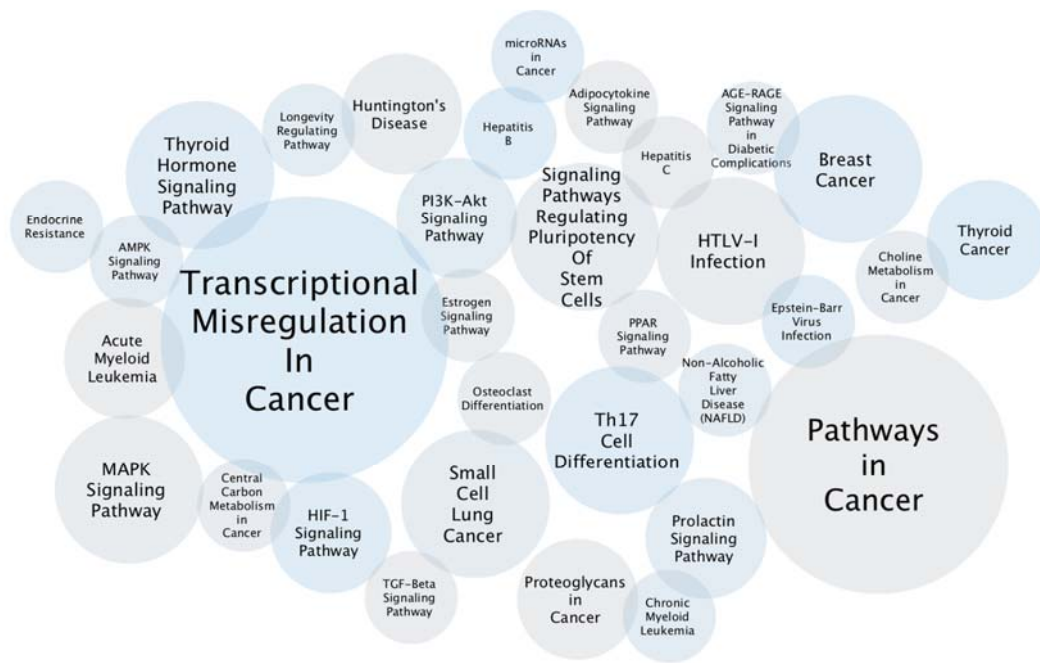 microRNAs
in
Cancer
Adipocytokine
Signaling
Pathway
AGE-RAGE
Signaling
Pathway
in
Diabetic
Complications
Huntington's
Disease
Longevity
Regulating
Pathway
Hepatitis
B
Thyroid
Hormone
Signaling
Pathway
Hepatitis
C
Breast
Cancer
Signaling
Pathways
Regulating
Pluripotency
Of
Stem
Cells
PI3K-Akt
Signaling
Pathway
Endocrine
Resistance
AMPK
Signaling
Pathway
HTLV-I
Infection
Thyroid
Cancer
Choline
Metabolism
in
Cancer
Transcriptional
Misregulation
In
Cancer
Estrogen
Signaling
Pathway
PPAR
Signaling
Pathway
Epstein-Barr
Virus
Infection
Acute
Myeloid
Leukemia
Non-Alcoholic
Fatty
Liver
Disease
(NAFLD)
Osteoclast
Differentiation
Th17
Cell
Differentiation
Pathways
in
Cancer
MAPK
Signaling
Pathway
Central
Carbon
Metabolism
in
Cancer
Small
Cell
Lung
Cancer
HIF-1
Signaling
Pathway
Prolactin
Signaling
Pathway
TGF-Beta
Signaling
Pathway
Proteoglycans
in
Cancer
Chronic
Myeloid
Leukemia